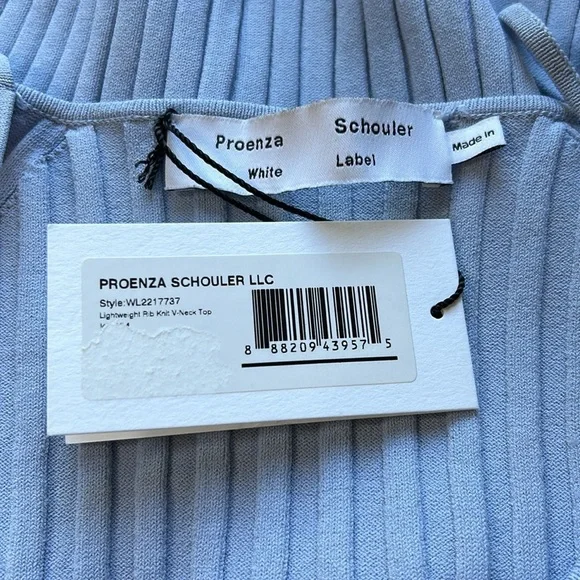 Proenza Schouler
White Label
Made In
PROENZA SCHOULER LLC
Style:WL2217737
Lightweight Rib Knit V-Neck Top
8 88209 43957 5